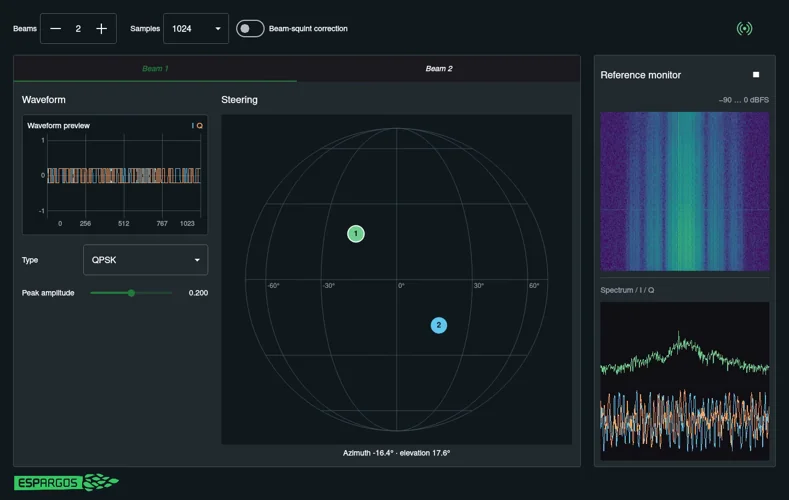 Beams — 2 + Samples 1024 Beam-squint correction
Beam 1 Beam 2
Waveform
Waveform preview I Q
1
0
-1
0 256 512 767 1023
Type QPSK
Peak amplitude 0.200
Steering
1
-60° -30° 0° 30° 60°
2
Azimuth -16.4° · elevation 17.6°
Reference monitor
−90 … 0 dBFS
Spectrum / I / Q
ESPARGOS